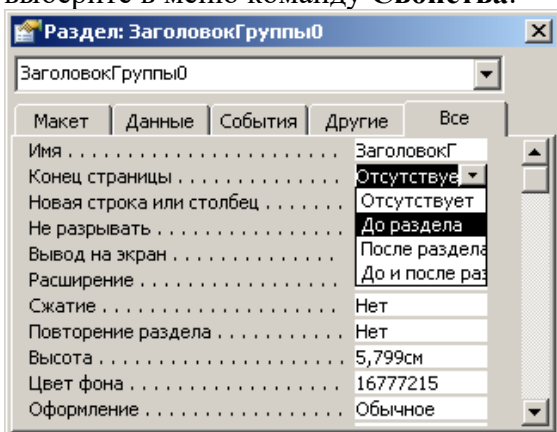 выберите в меню команду Свойства.
Раздел: ЗаголовокГруппы0
ЗаголовокГруппы0
Макет Данные События Другие Все
Имя . . . . . . . . . . . . . . . . . . . . . . . . ЗаголовокГ
Конец страницы . . . . . . . . . . . . . . Отсутствуе
Новая строка или столбец . . . . . . . Отсутствует
Не разрывать . . . . . . . . . . . . . . . . До раздела
Вывод на экран . . . . . . . . . . . . . . После раздела
Расширение . . . . . . . . . . . . . . . . . До и после раз
Сжатие . . . . . . . . . . . . . . . . . . . . . Нет
Повторение раздела . . . . . . . . . . . Нет
Высота . . . . . . . . . . . . . . . . . . . . . 5,799см
Цвет фона . . . . . . . . . . . . . . . . . . 16777215
Оформление . . . . . . . . . . . . . . . . . Обычное